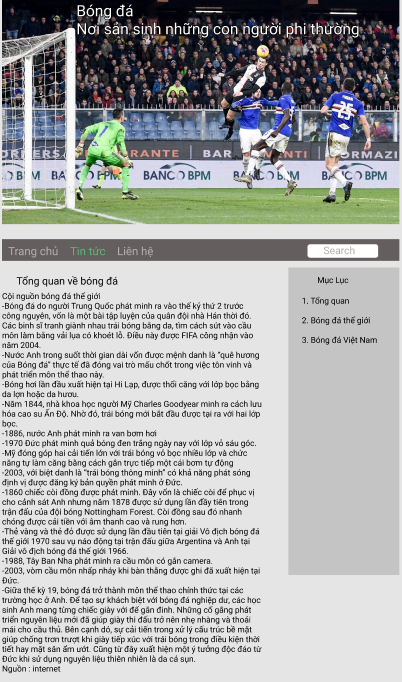 Bóng đá
Nơi sản sinh những con người phi thường
25
BARANTE
BAR
ORMAZI
BANCO BPM
BANCO BPM
BANCO
Trang chủ Tin tức Liên hệ Search
Tổng quan về bóng đá
Cội nguồn bóng đá thế giới
-Bóng đá do người Trung Quốc phát minh ra vào thế kỷ thứ 2 trước
công nguyên, vốn là một bài tập luyện của quân đội nhà Hán thời đó.
Các binh sĩ tranh giành nhau trái bóng bằng da, tìm cách sút vào cầu
môn làm bằng vải lụa có khoét lỗ. Điều này được FIFA công nhận vào
năm 2004.
-Nước Anh trong suốt thời gian dài vốn được mệnh danh là "quê hương
của Bóng đá" thực tế đã đóng vai trò mấu chốt trong việc tôn vinh và
phát triển môn thể thao này.
-Bóng hơi lần đầu xuất hiện tại Hi Lạp, được thổi căng với lớp bọc bằng
da lợn hoặc da hươu.
-Năm 1844, nhà khoa học người Mỹ Charles Goodyear minh ra cách lưu
hóa cao su Ấn Độ. Nhờ đó, trái bóng mới bắt đầu được tại ra với hai lớp
bọc.
-1886, nước Anh phát minh ra van bơm hơi
-1970 Đức phát minh quả bóng đen trắng ngày nay với lớp vỏ sáu góc.
-Mỹ đóng góp hai cải tiến lớn với trái bóng vỏ bọc nhiều lớp và chức
năng tự làm căng bằng cách gắn trực tiếp một cái bơm tự động
-2003, với biệt danh là "trái bóng thông minh" có khả năng phát sóng
định vị được đăng ký bản quyền phát minh ở Đức.
-1860 chiếc còi đồng được phát minh. Đây vốn là chiếc còi để phục vị
cho cảnh sát Anh nhưng năm 1878 được sử dụng lần đầy tiên trong
trận đấu của đội bóng Nottingham Forest. Còi đồng sau đó nhanh
chóng được cải tiến với âm thanh cao và rung hơn.
-Thẻ vàng và thẻ đỏ được sử dụng lần đầu tiên tại giải Vô địch bóng đá
thế giới 1970 sau vụ náo động tại trận đấu giữa Argentina và Anh tại
Giải vô địch bóng đá thế giới 1966.
-1988, Tây Ban Nha phát minh ra cầu môn có gắn camera.
-2003, vòm cầu môn nhấp nháy khi bàn thắng được ghi đã xuất hiện tại
Đức.
-Giữa thế kỷ 19, bóng đá trở thành môn thể thao chính thức tại các
trường học ở Anh. Để tạo sự khách biệt với bóng đá nghiệp dư, các học
sinh Anh mang từng chiếc giày với đế gắn đinh. Những cố gắng phát
triển nguyên liệu mới đã giúp giày thi đấu trở nên nhẹ nhàng và thoải
mái cho cầu thủ. Bên cạnh dó, sự cải tiến trong xử lý cấu trúc bề mặt
giúp chống trơn trượt khi giày tiếp xúc với trái bóng trong điều kiện thời
tiết hay mặt sân ẩm ướt. Cũng từ đây xuất hiện một ý tưởng độc đáo từ
Đức khi sử dụng nguyên liệu thiên nhiên là da cá sụn.
Nguồn : internet
Mục Lục
1. Tổng quan
2. Bóng đá thế giới
3. Bóng đá Việt Nam